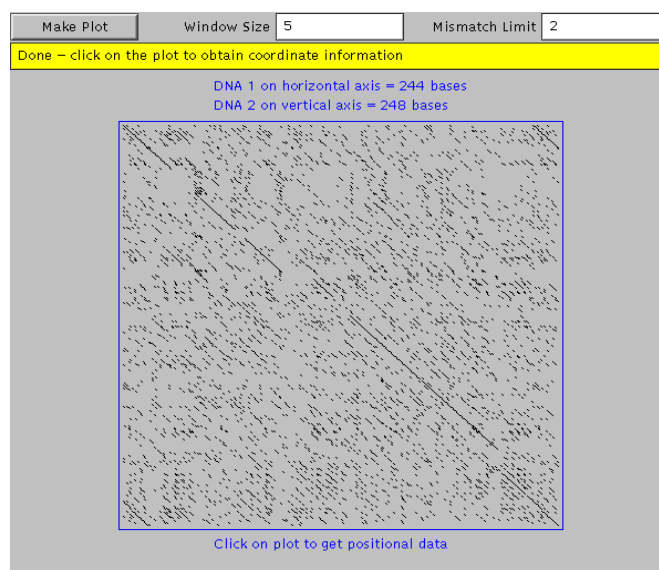 Make Plot Window Size 5 Mismatch Limit 2
Done – click on the plot to obtain coordinate information
DNA 1 on horizontal axis = 244 bases
DNA 2 on vertical axis = 248 bases
Click on plot to get positional data